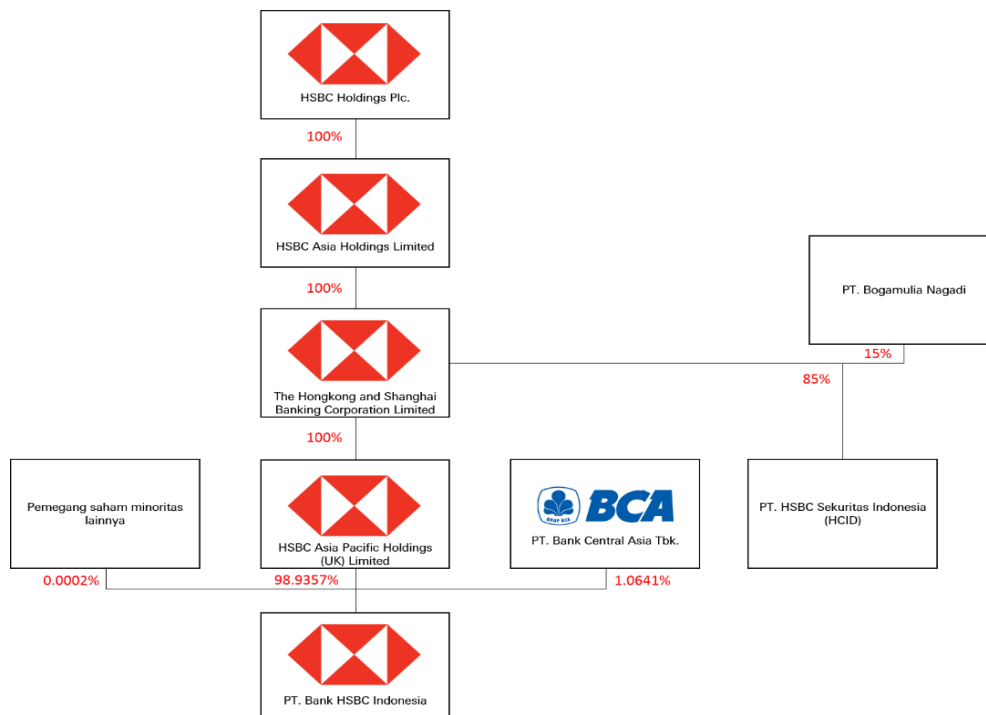 HSBC Holdings Plc.
100%
HSBC Asia Holdings Limited
100%
PT. Bogamulia Nagadi
15%
85%
The Hongkong and Shanghai
Banking Corporation Limited
100%
Pemegang saham minoritas
lainnya
HSBC Asia Pacific Holdings
(UK) Limited
BCA
GRUP BCA
PT. Bank Central Asia Tbk.
PT. HSBC Sekuritas Indonesia
(HCID)
0.0002%
98.9357%
1.0641%
PT. Bank HSBC Indonesia